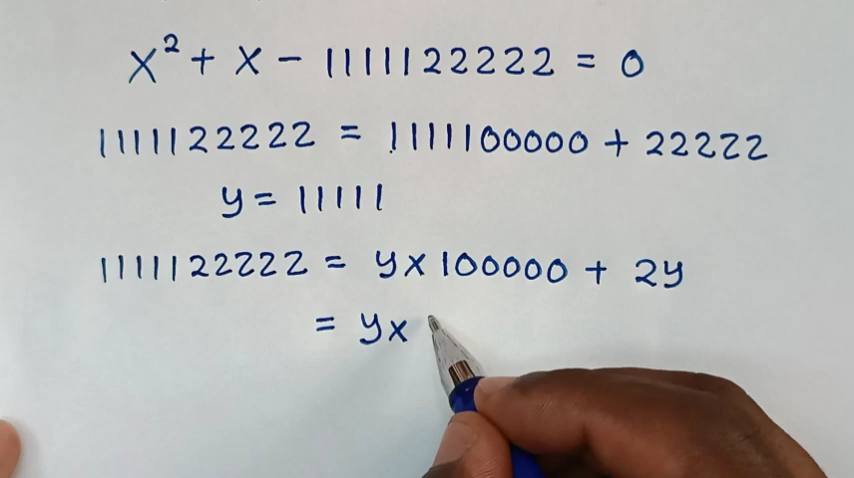 x² + x - 1111122222 = 0
1111122222 = 1111100000 + 22222
y = 11111
1111122222 = y x 100000 + 2y
= y x